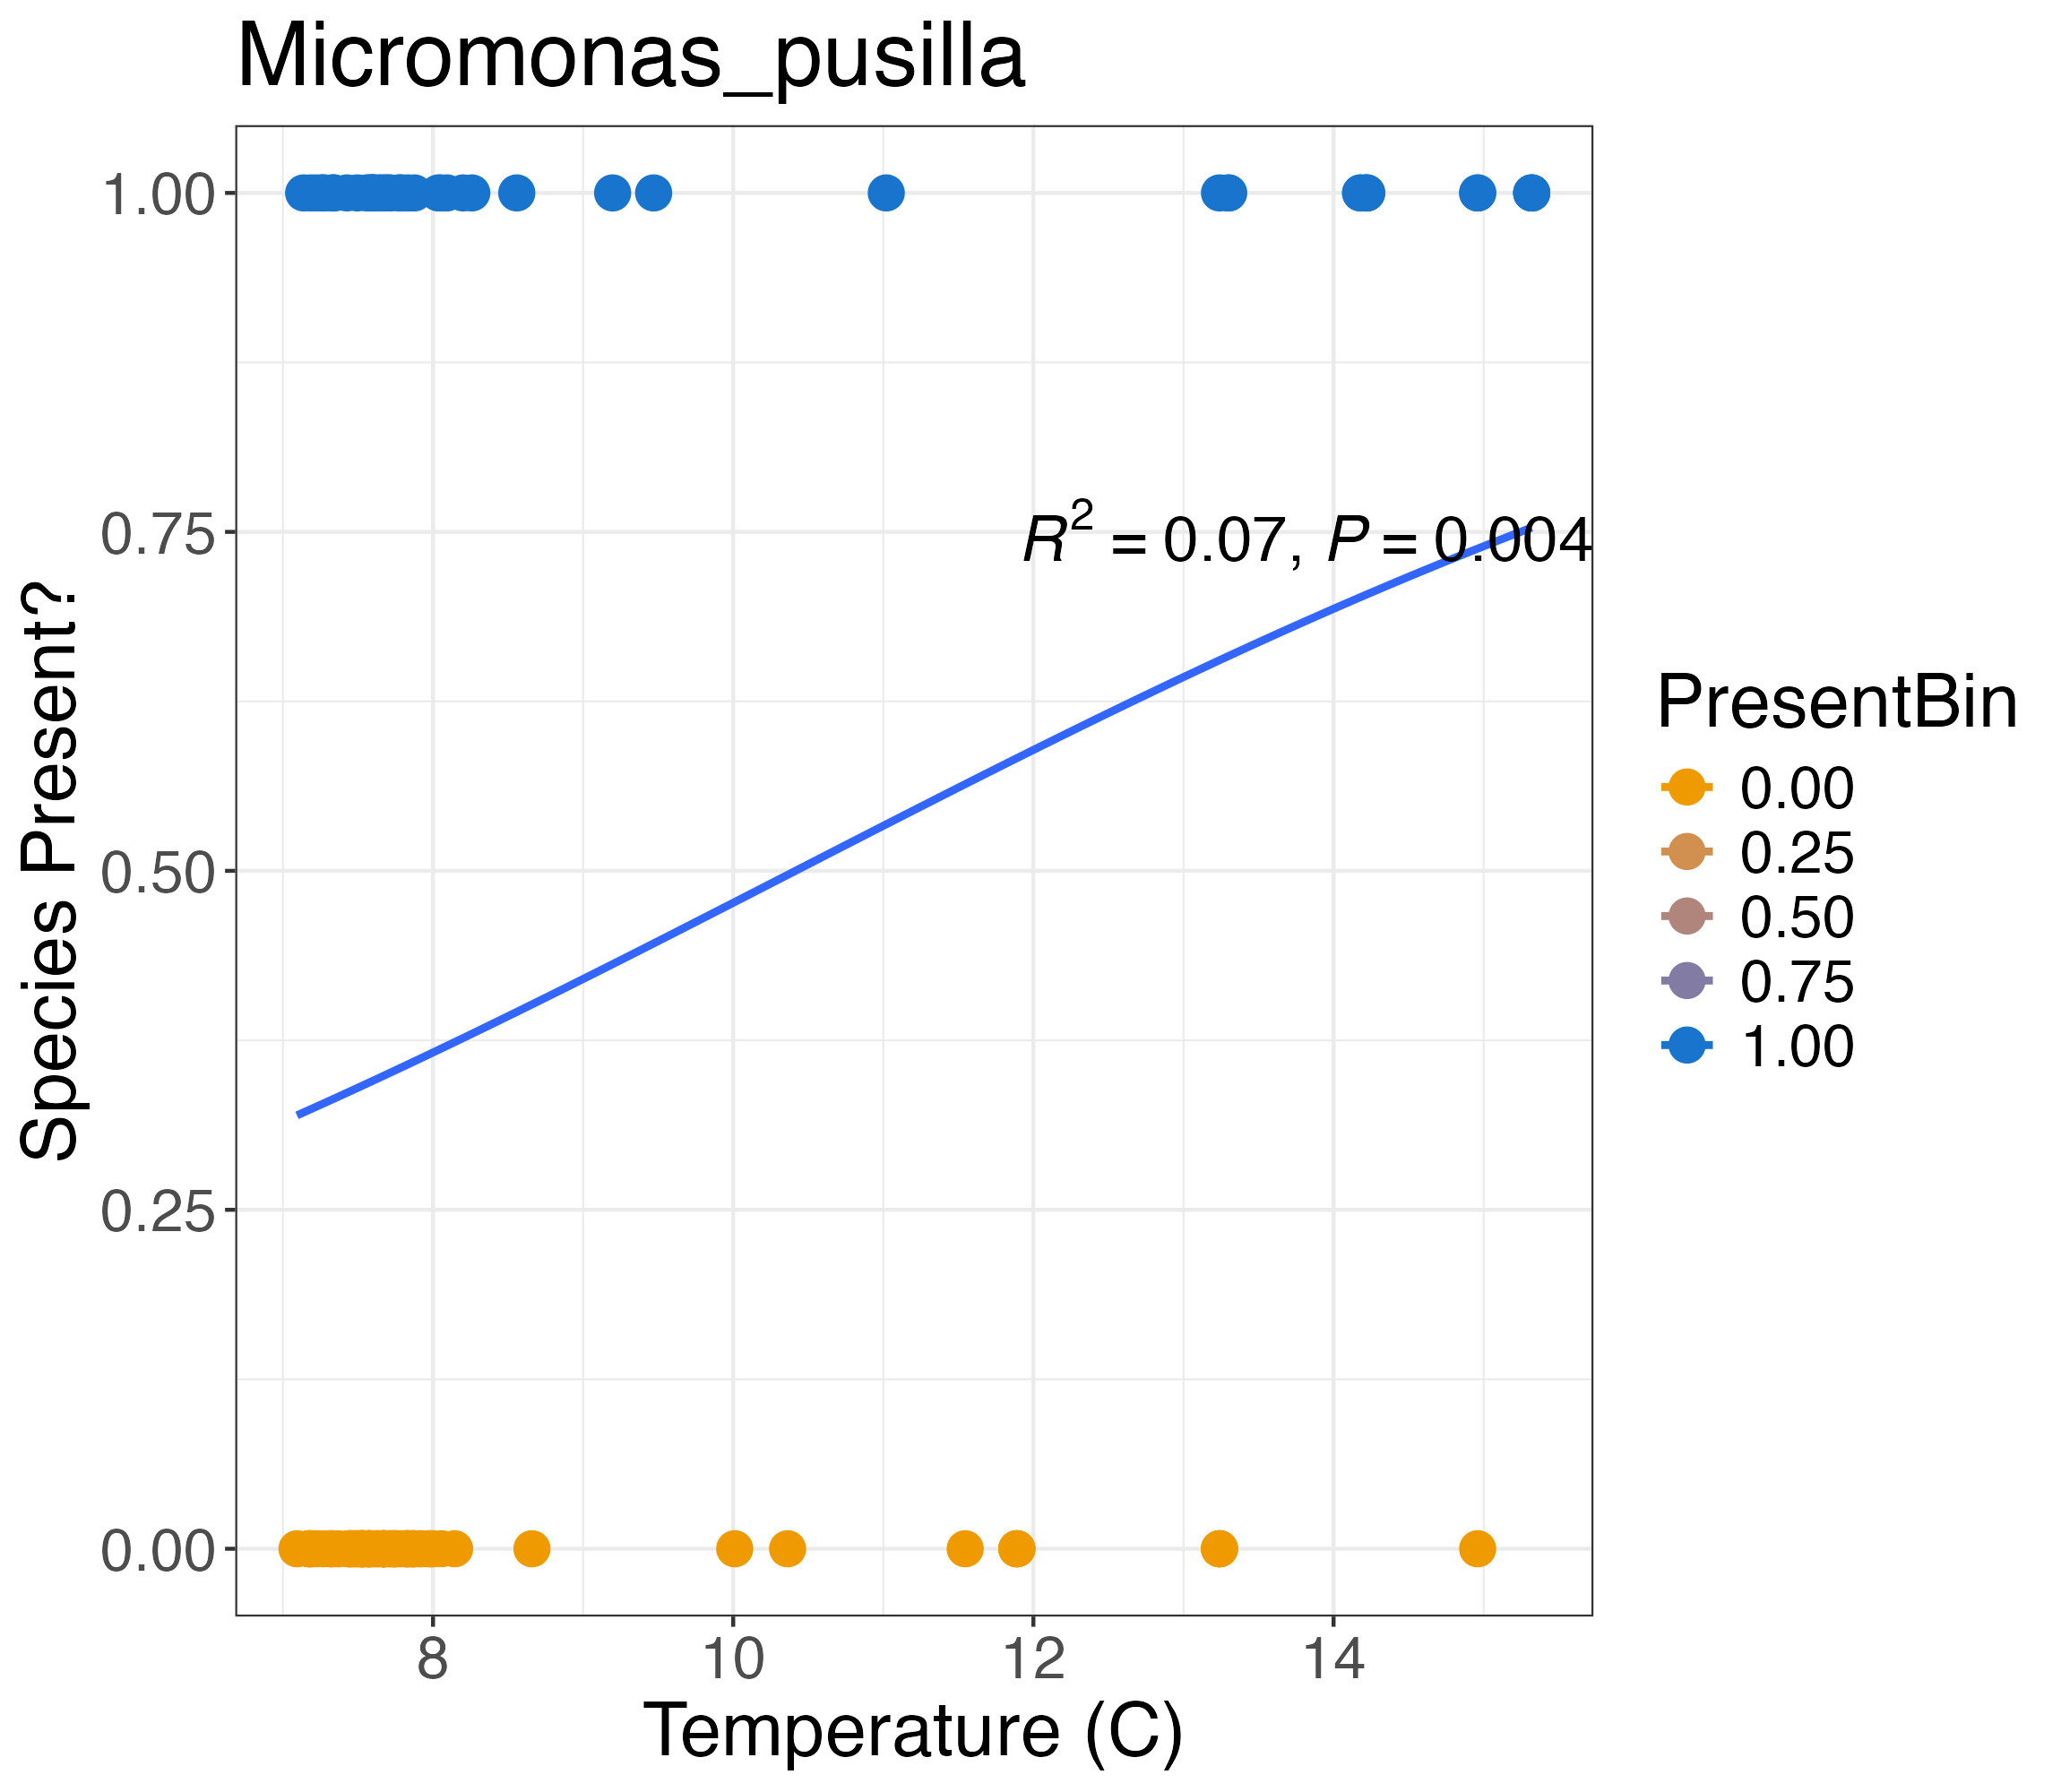 Micromonas_pusilla
1.00
0.75
0.50
0.25
0.00
Species Present?
R² = 0.07, P = 0.004
8 10 12 14
Temperature (C)
PresentBin
0.00
0.25
0.50
0.75
1.00